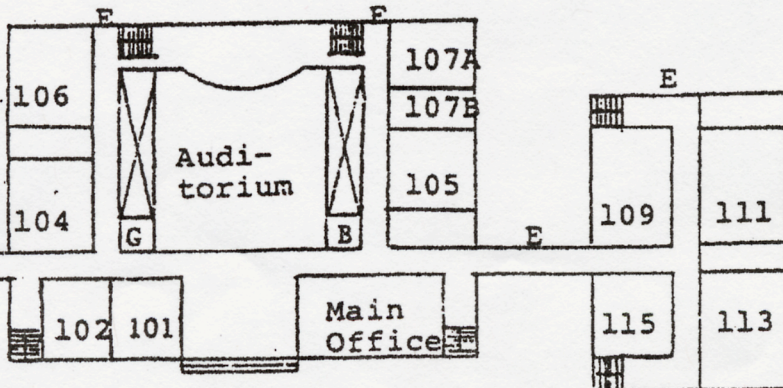 E E
107A
E
106
107B
Audi-
torium
105
104
109
111
G
B
E
102
101
Main
Office
115
113